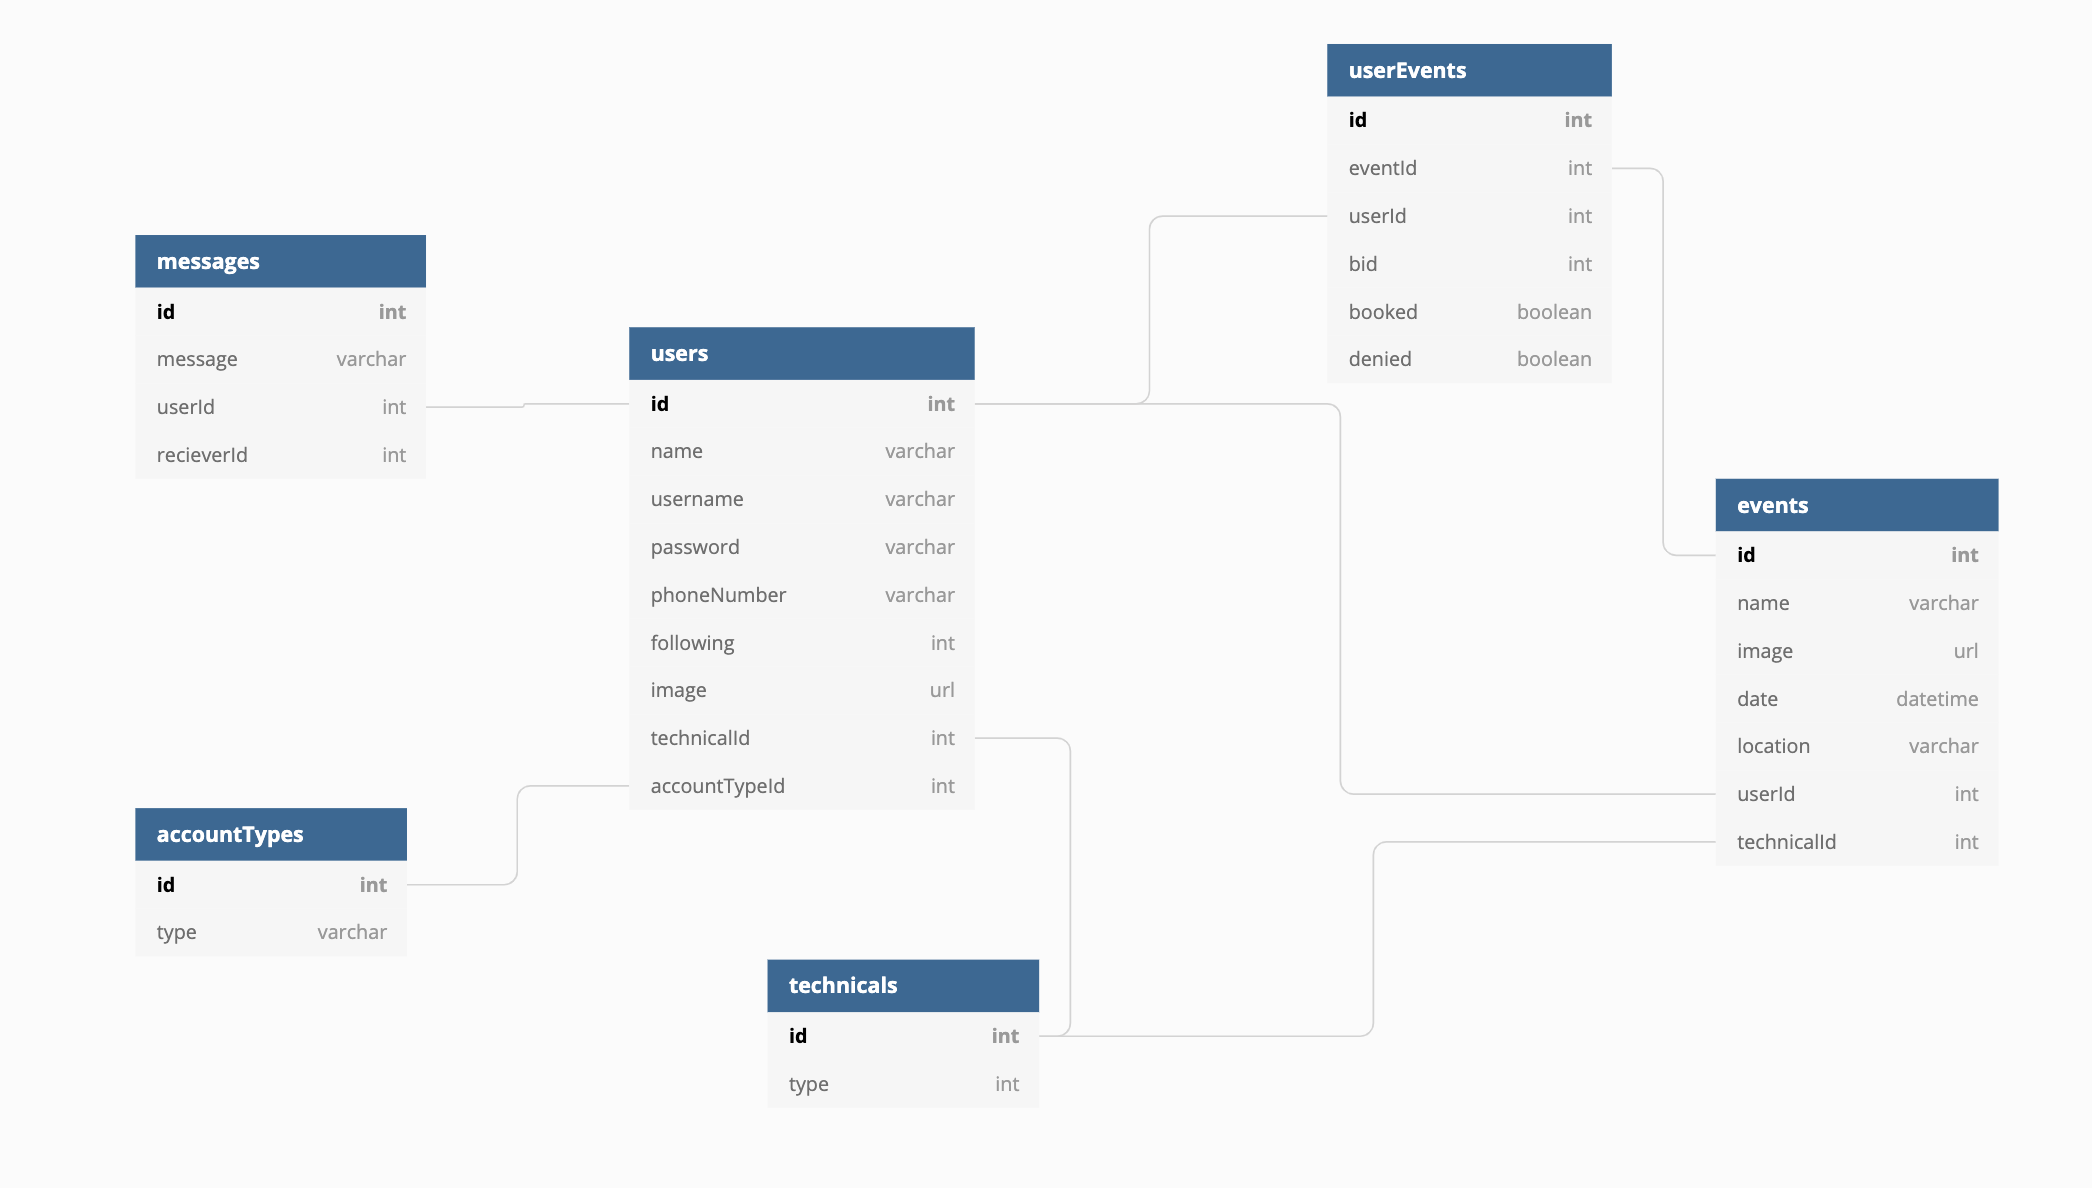 userEvents
id int
eventId int
userId int
bid int
booked boolean
denied boolean
messages
id int
message varchar
userId int
recieverId int
users
id int
name varchar
username varchar
password varchar
phoneNumber varchar
following int
image url
technicalId int
accountTypeId int
events
id int
name varchar
image url
date datetime
location varchar
userId int
technicalId int
accountTypes
id int
type varchar
technicals
id int
type int